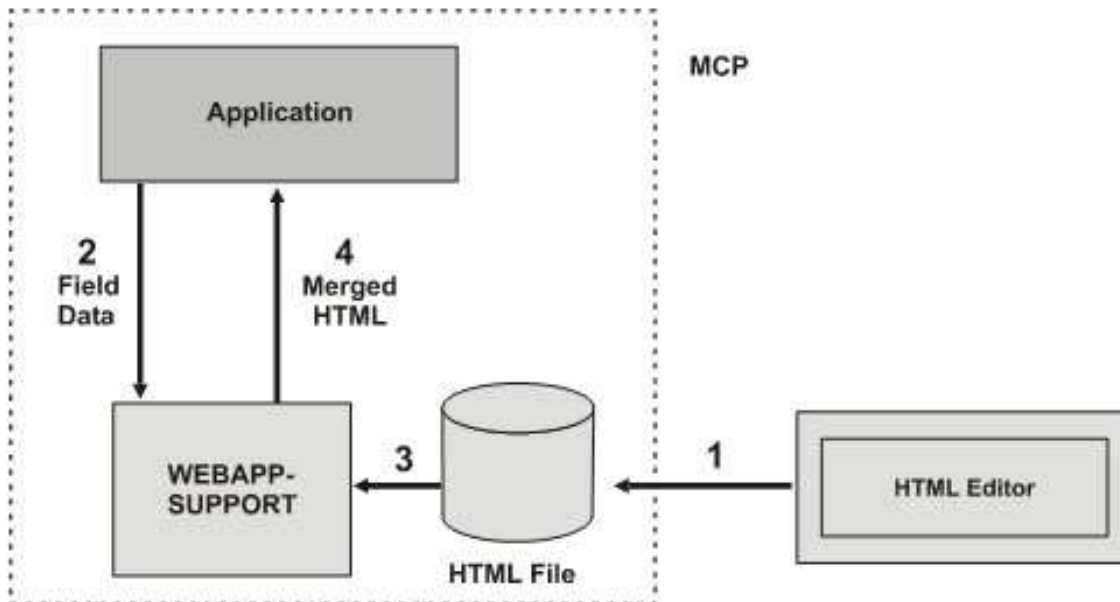 MCP
Application
2
Field
Data
4
Merged
HTML
WEBAPP-
SUPPORT
3
HTML File
1
HTML Editor